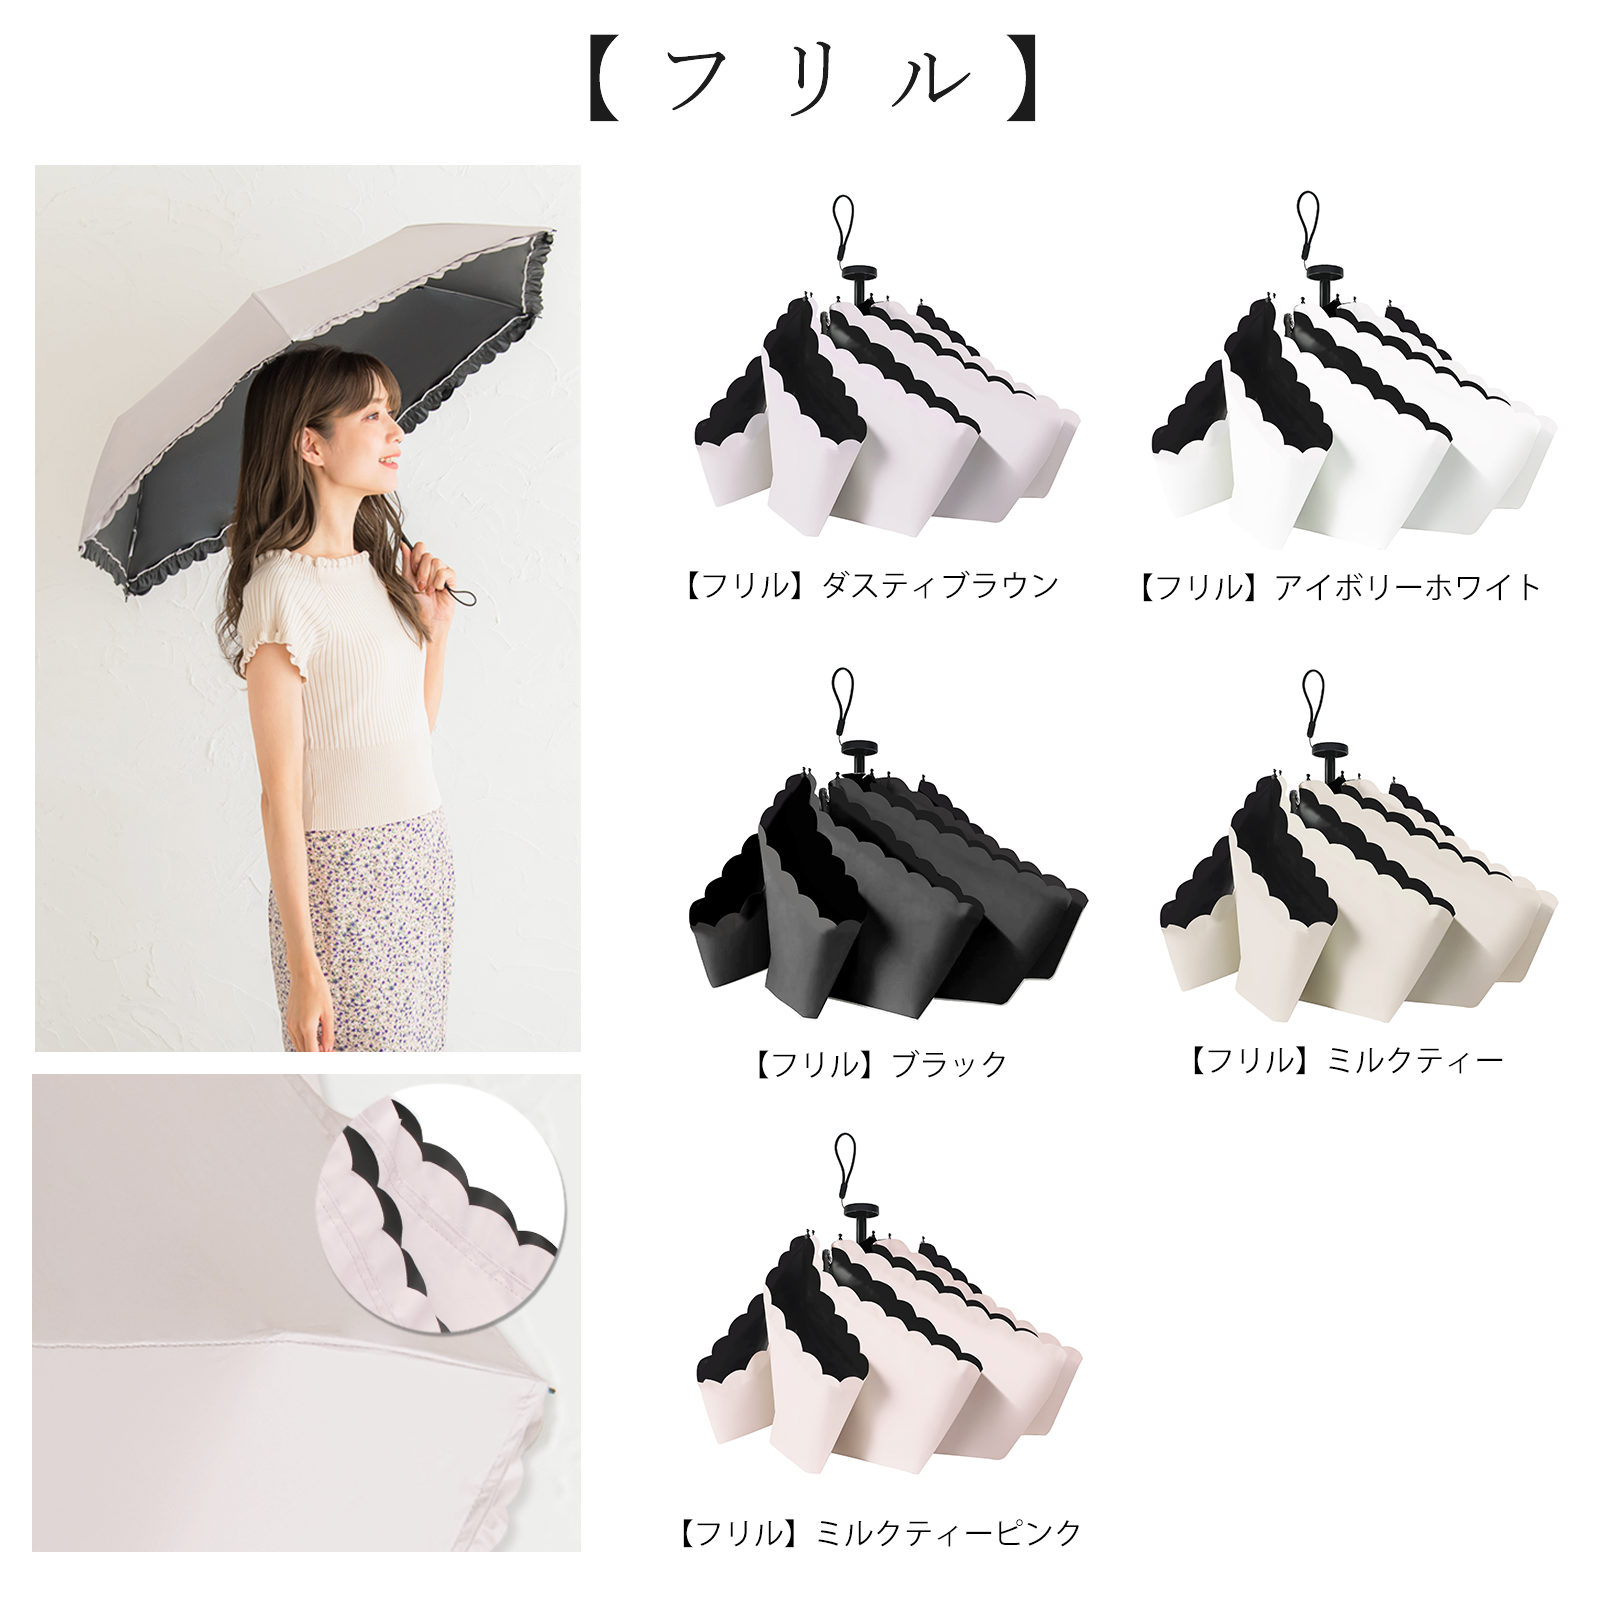 【フリル】
【フリル】ダスティブラウン
【フリル】アイボリーホワイト
【フリル】ブラック
【フリル】ミルクティー
【フリル】ミルクティーピンク